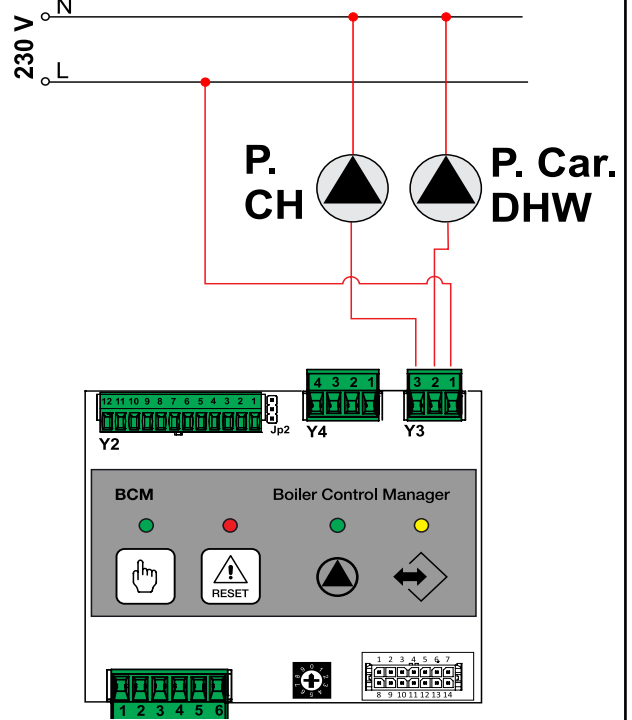 230 V
N
L
P.
CH
P. Car.
DHW
4 3 2 1
3 2 1
12 11 10 9 8 7 6 5 4 3 2 1
Jp2
Y2
Y4
Y3
BCM
Boiler Control Manager
RESET
1 2 3 4 5 6 7
8 9 10 11 12 13 14
1 2 3 4 5 6